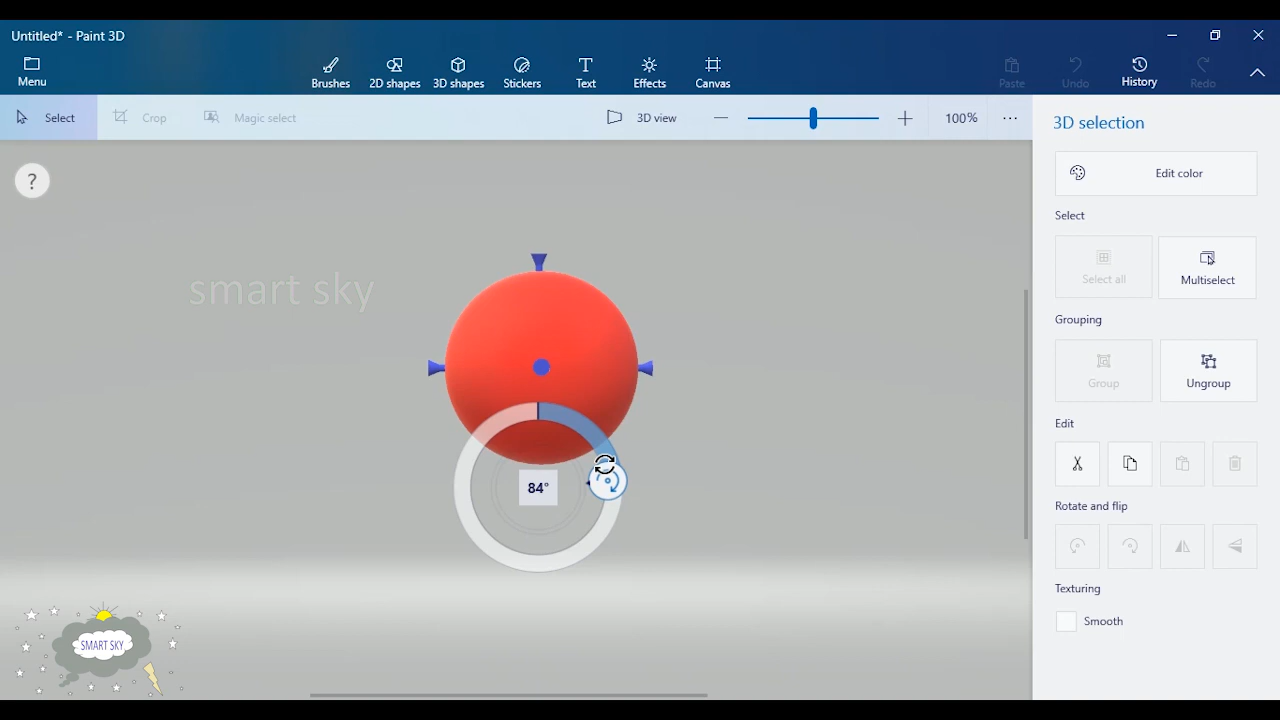 Untitled* - Paint 3D
Menu
Brushes
2D shapes
3D shapes
Stickers
Text
Effects
Canvas
Paste
Undo
History
Redo
Select
Crop
Magic select
3D view
100%
3D selection
?
Edit color
Select
Select all
Multiselect
smart sky
Grouping
Group
Ungroup
Edit
84°
Rotate and flip
Texturing
Smooth
SMART SKY